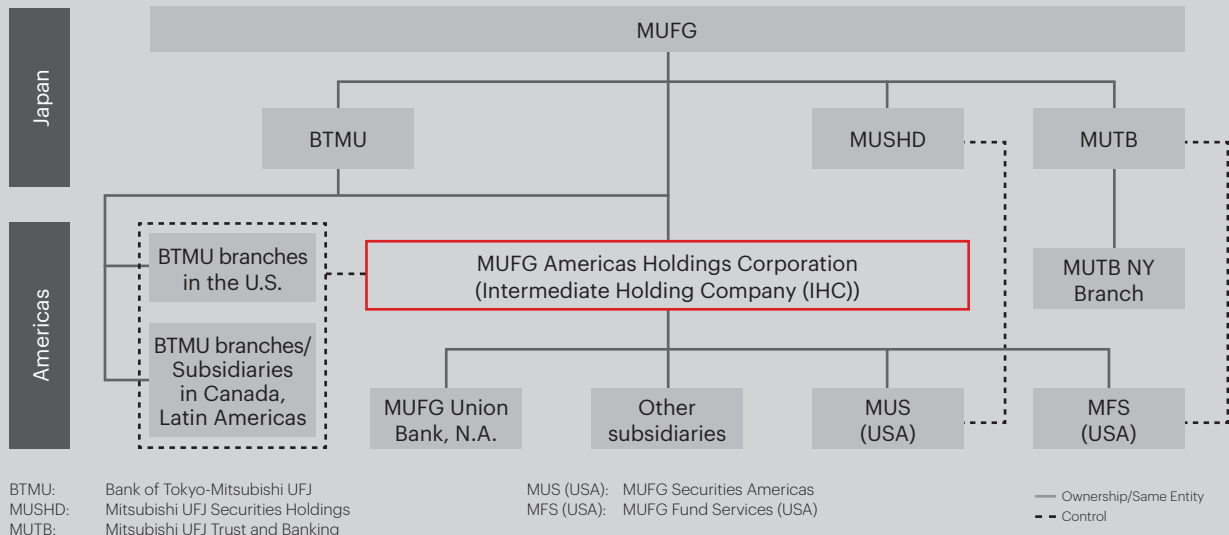 Japan
MUFG
BTMU
MUSHD
MUTB
Americas
BTMU branches
in the U.S.
MUFG Americas Holdings Corporation
(Intermediate Holding Company (IHC))
MUTB NY
Branch
BTMU branches/
Subsidiaries
in Canada,
Latin Americas
MUFG Union
Bank, N.A.
Other
subsidiaries
MUS
(USA)
MFS
(USA)
BTMU: Bank of Tokyo-Mitsubishi UFJ
MUSHD: Mitsubishi UFJ Securities Holdings
MUTB: Mitsubishi UFJ Trust and Banking
MUS (USA): MUFG Securities Americas
MFS (USA): MUFG Fund Services (USA)
Ownership/Same Entity
Control